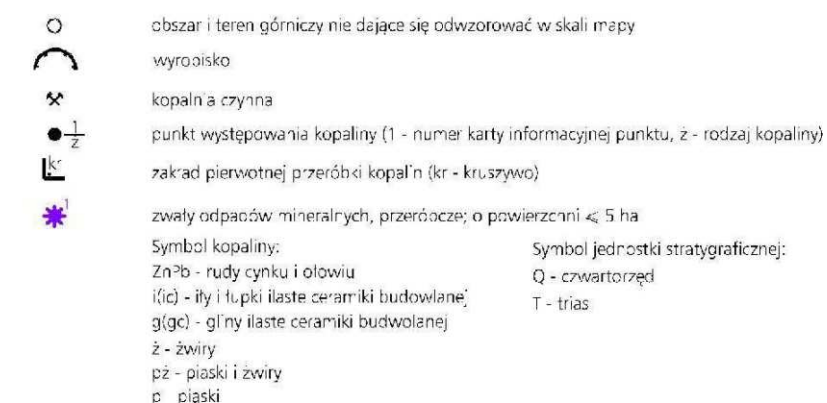 obszar i teren górniczy nie dające się odwzorować w skali mapy
wyrobisko
kopalnia czynna
1/ż punkt występowania kopaliny (1 - numer karty informacyjnej punktu, ż - rodzaj kopaliny)
kr zakład pierwotnej przeróbki kopalin (kr - kruszywo)
1 zwały odpadów mineralnych, przeróbcze; o powierzchni ⩽ 5 ha
Symbol kopaliny:
ZnPb - rudy cynku i ołowiu
i(ic) - iły i łupki ilaste ceramiki budowlanej
g(gc) - gliny ilaste ceramiki budwolanej
ż - żwiry
pż - piaski i żwiry
p - piaski
Symbol jednostki stratygraficznej:
Q - czwartorzęd
T - trias